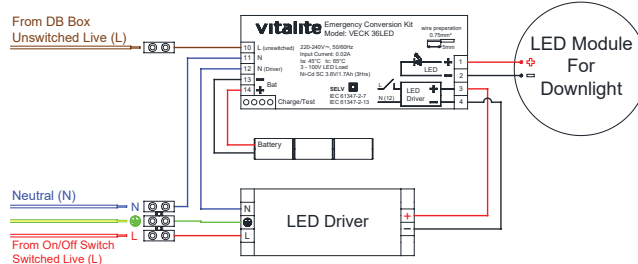 From DB Box
Unswitched Live (L)
vitalite Emergency Conversion Kit
Model: VECK 36LED
wire preparation
0.75mm²
5mm
10 L (unswitched)
11 N
12 N (Driver)
13 −
Bat
14 +
Charge/Test
220-240V~, 50/60Hz
Input Current: 0.02A
ta: 45°C tc: 85°C
3 - 100V LED Load
Ni-Cd SC 3.6V/1.7Ah (3Hrs)
SELV
IEC 61347-2-7
IEC 61347-2-13
LED
+ 1
− 2
L
N (12)
LED
Driver
+ 3
− 4
LED Module
For
Downlight
+
−
Battery
Neutral (N)
N
L
From On/Off Switch
Switched Live (L)
N
L
LED Driver
+
−